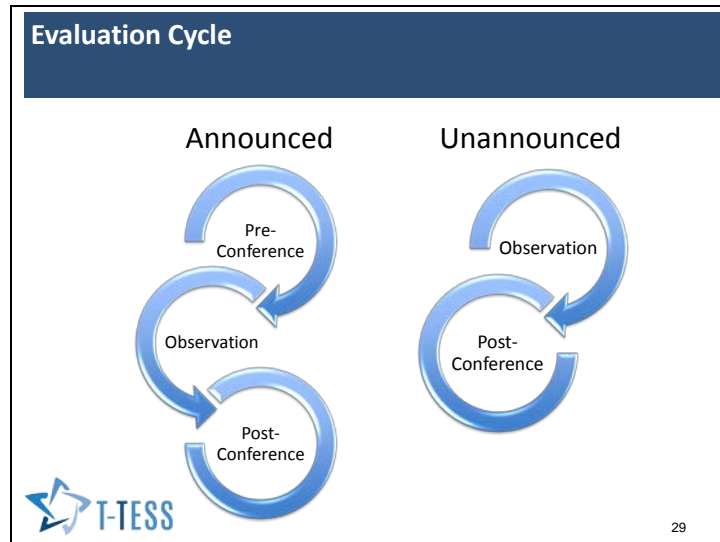 Evaluation Cycle
Announced
Pre-
Conference
Observation
Post-
Conference
Unannounced
Observation
Post-
Conference
T-TESS
29